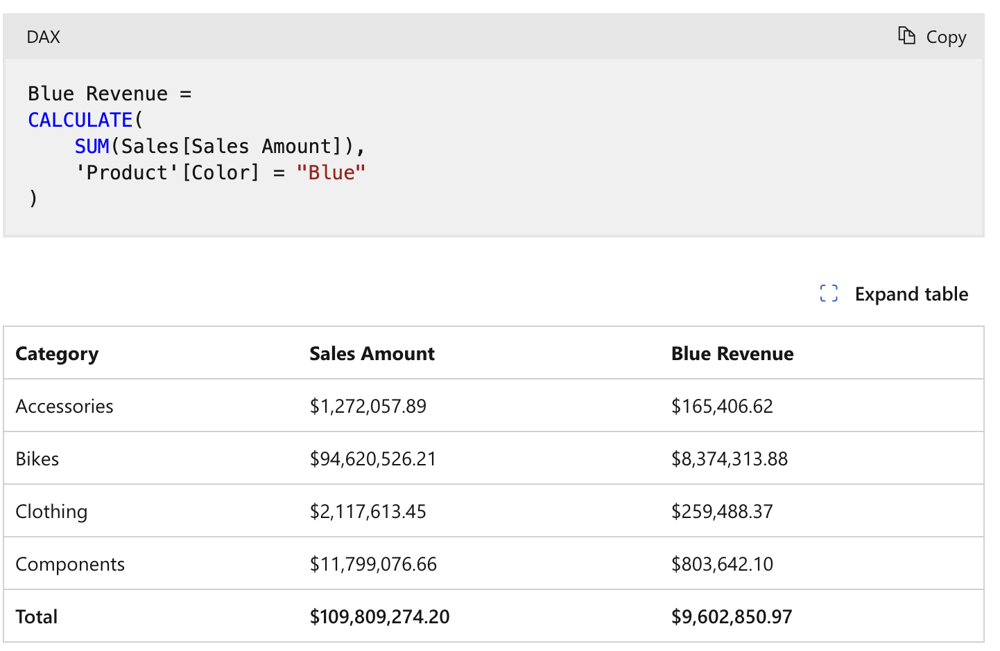 DAX
Copy
Blue Revenue =
CALCULATE(
    SUM(Sales[Sales Amount]),
    'Product'[Color] = "Blue"
)
Expand table
Category Sales Amount Blue Revenue
Accessories $1,272,057.89 $165,406.62
Bikes $94,620,526.21 $8,374,313.88
Clothing $2,117,613.45 $259,488.37
Components $11,799,076.66 $803,642.10
Total $109,809,274.20 $9,602,850.97